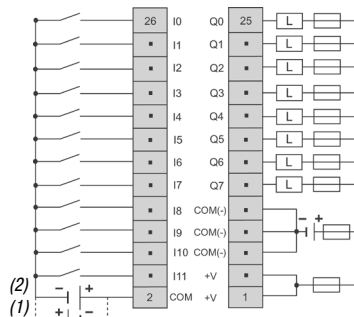 26 I0 Q0 25 L
I1 Q1 L
I2 Q2 L
I3 Q3 L
I4 Q4 L
I5 Q5 L
I6 Q6 L
I7 Q7 L
I8 COM(-) - +
I9 COM(-)
I10 COM(-)
(2) - + I11 +V
(1) + - 2 COM +V 1